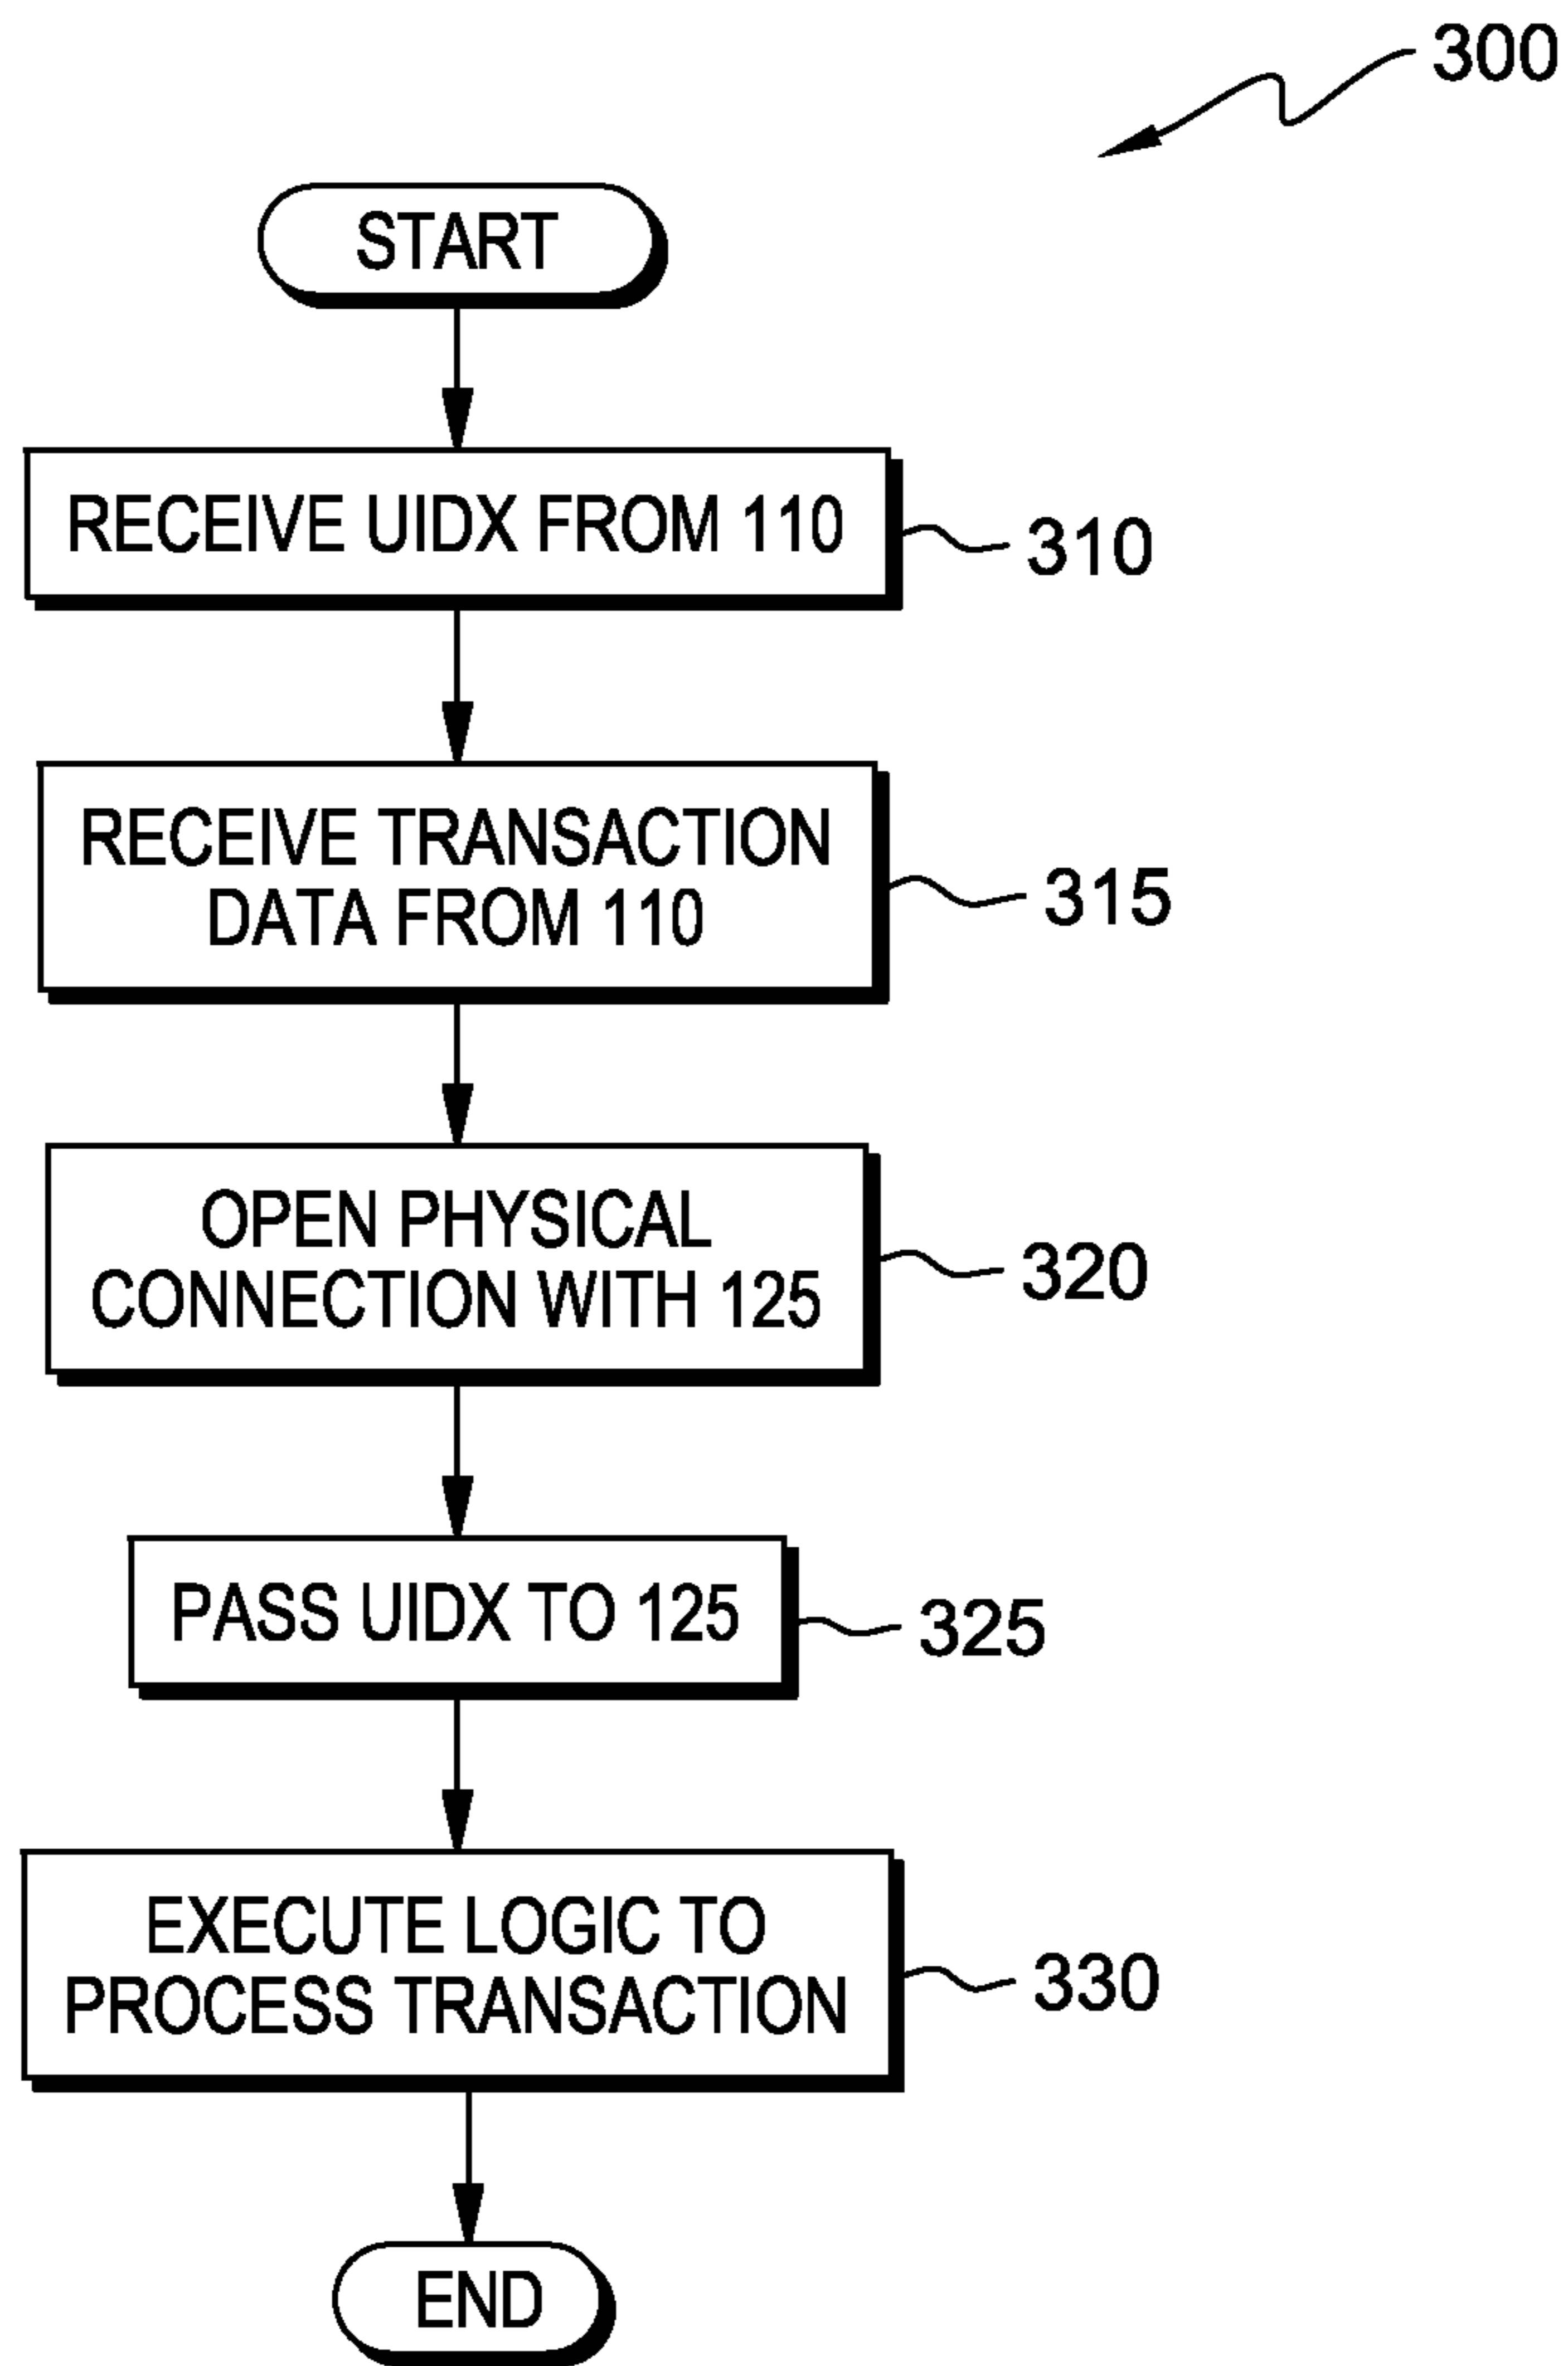 300
START
RECEIVE UIDX FROM 110
310
RECEIVE TRANSACTION
DATA FROM 110
315
OPEN PHYSICAL
CONNECTION WITH 125
320
PASS UIDX TO 125
325
EXECUTE LOGIC TO
PROCESS TRANSACTION
330
END